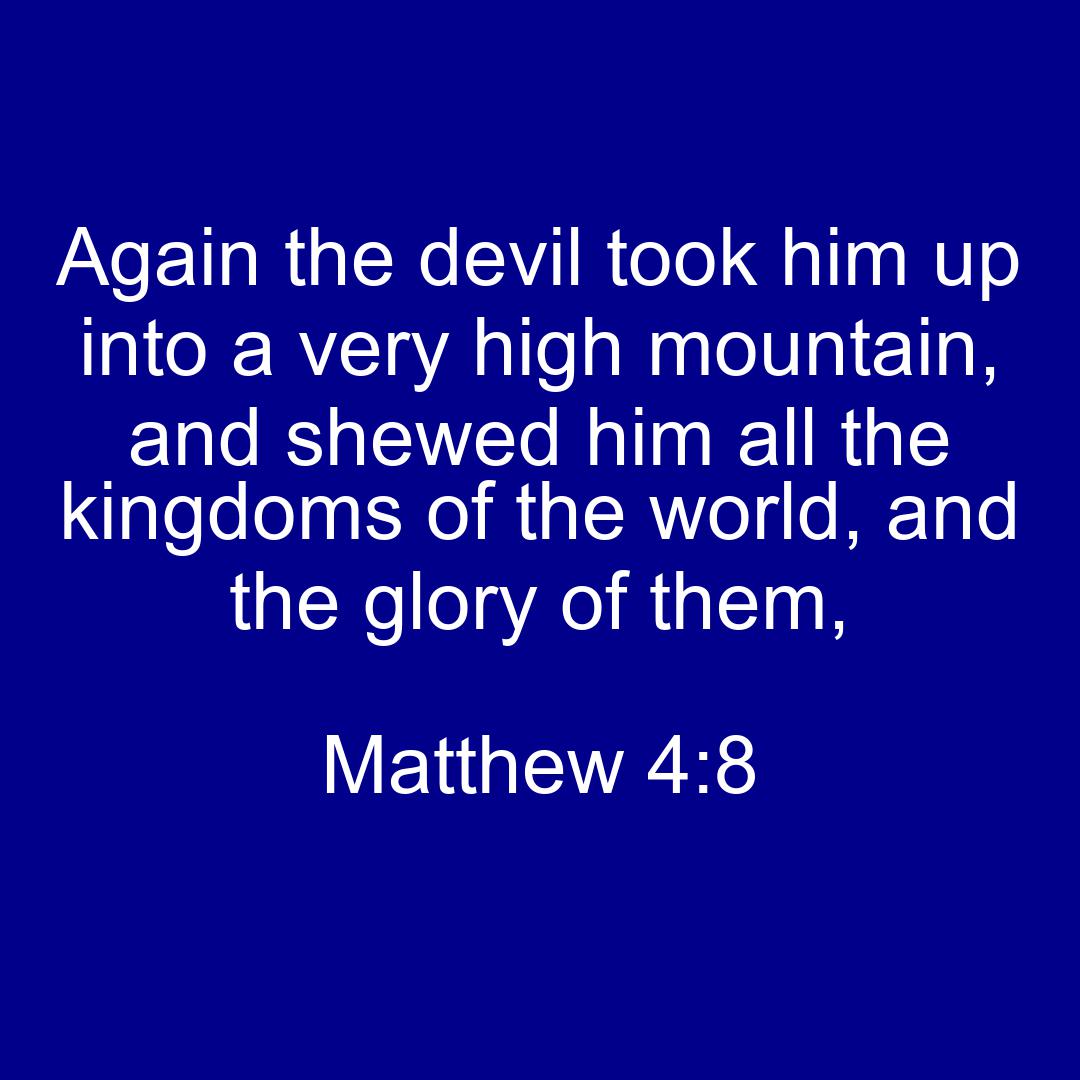 Again the devil took him up
into a very high mountain,
and shewed him all the
kingdoms of the world, and
the glory of them,
Matthew 4:8